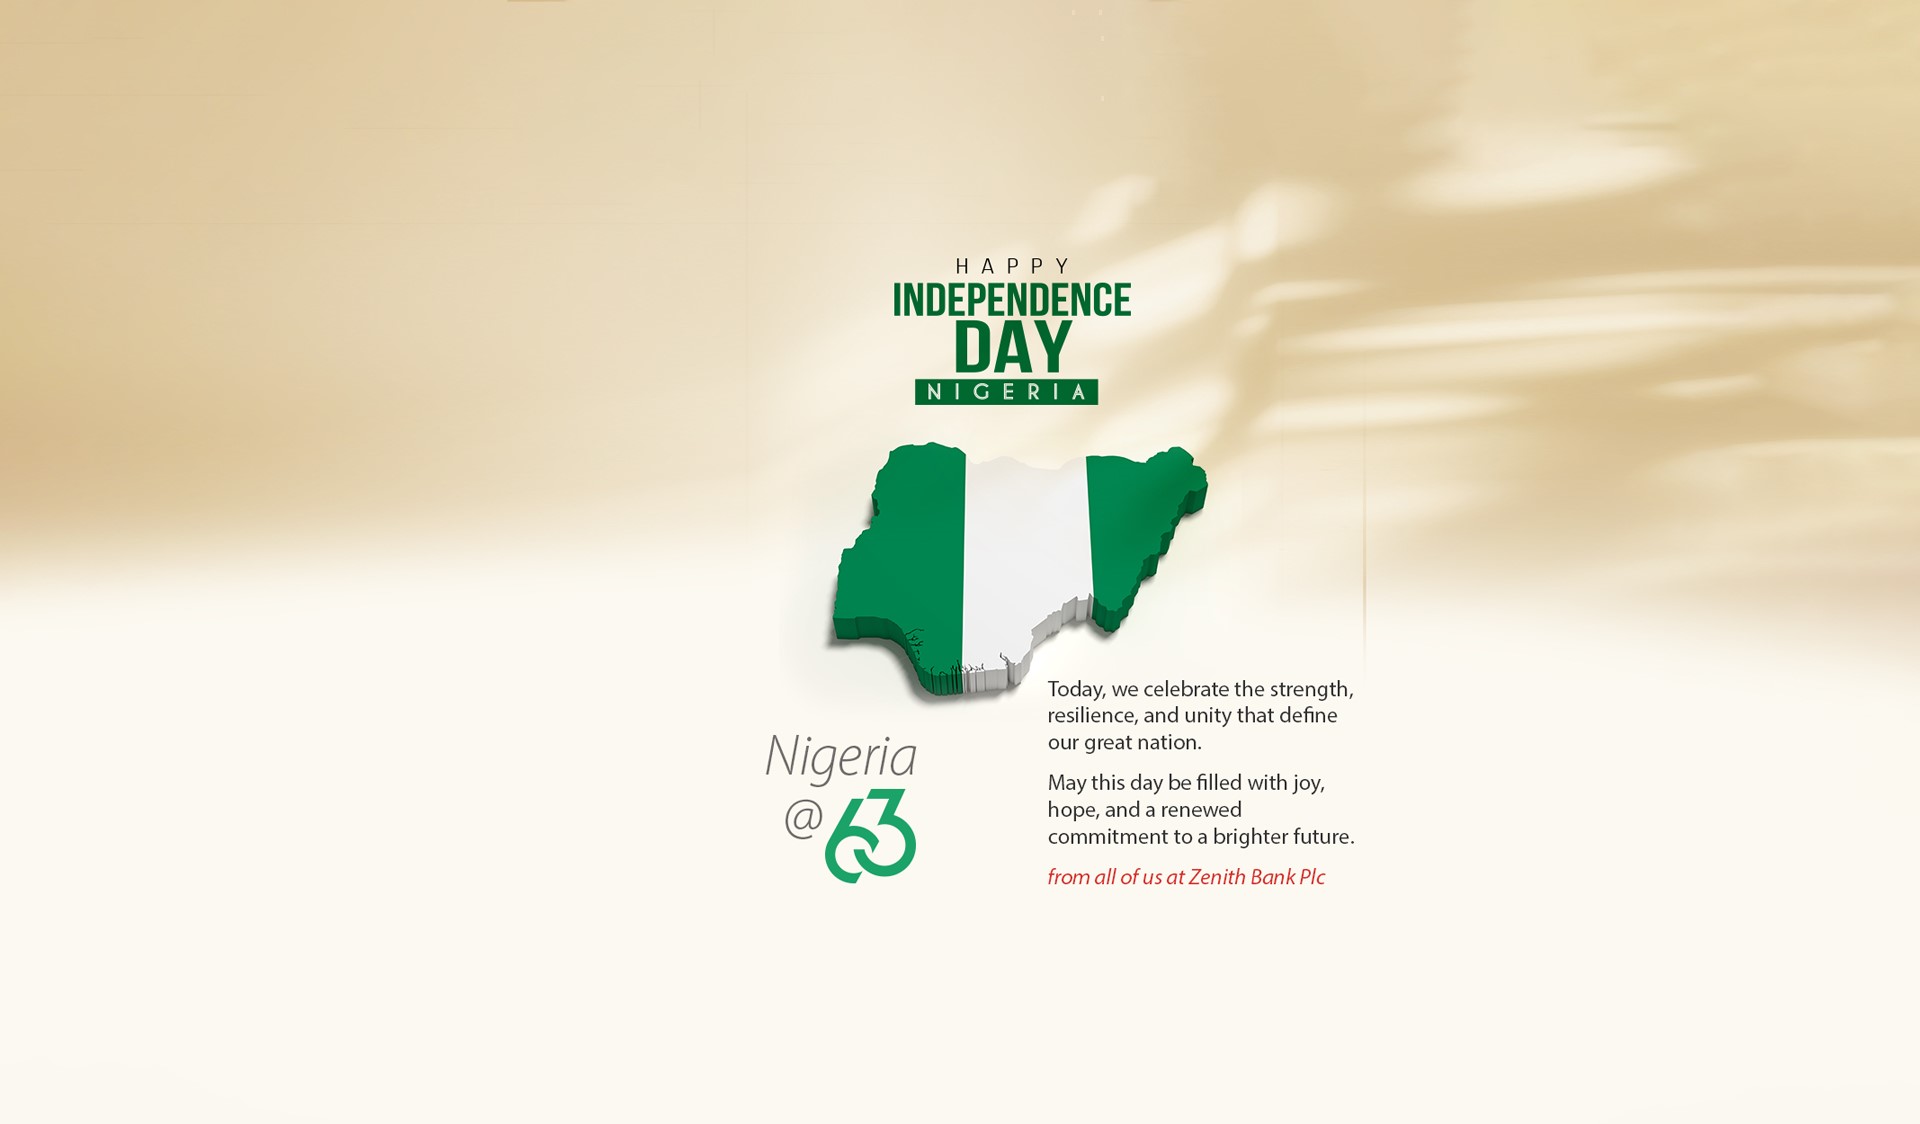 HAPPY
INDEPENDENCE
DAY
NIGERIA
Nigeria
@63
Today, we celebrate the strength,
resilience, and unity that define
our great nation.
May this day be filled with joy,
hope, and a renewed
commitment to a brighter future.
from all of us at Zenith Bank Plc